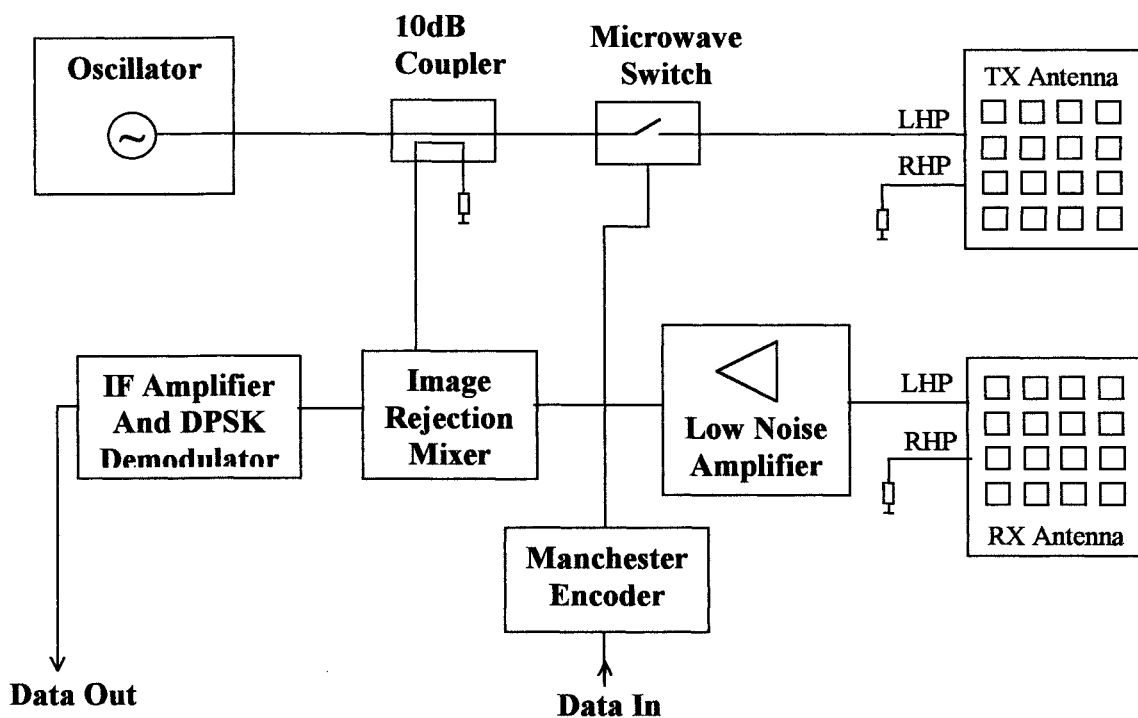 10dB
Coupler
Microwave
Switch
Oscillator
~
TX Antenna
LHP
RHP
IF Amplifier
And DPSK
Demodulator
Image
Rejection
Mixer
Low Noise
Amplifier
LHP
RHP
RX Antenna
Manchester
Encoder
Data Out
Data In